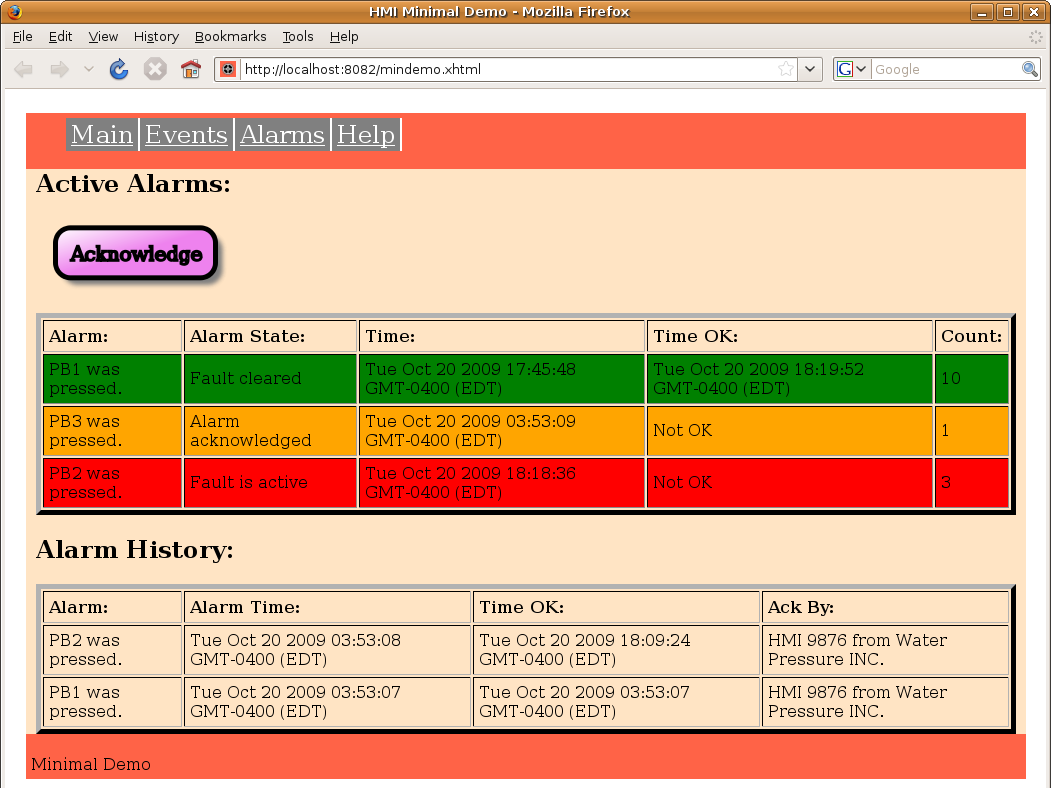 HMI Minimal Demo - Mozilla Firefox
File Edit View History Bookmarks Tools Help
http://localhost:8082/mindemo.xhtml
G Google
Main Events Alarms Help
Active Alarms:
Acknowledge
Alarm: Alarm State: Time: Time OK: Count:
PB1 was pressed. Fault cleared Tue Oct 20 2009 17:45:48 GMT-0400 (EDT) Tue Oct 20 2009 18:19:52 GMT-0400 (EDT) 10
PB3 was pressed. Alarm acknowledged Tue Oct 20 2009 03:53:09 GMT-0400 (EDT) Not OK 1
PB2 was pressed. Fault is active Tue Oct 20 2009 18:18:36 GMT-0400 (EDT) Not OK 3
Alarm History:
Alarm: Alarm Time: Time OK: Ack By:
PB2 was pressed. Tue Oct 20 2009 03:53:08 GMT-0400 (EDT) Tue Oct 20 2009 18:09:24 GMT-0400 (EDT) HMI 9876 from Water Pressure INC.
PB1 was pressed. Tue Oct 20 2009 03:53:07 GMT-0400 (EDT) Tue Oct 20 2009 03:53:07 GMT-0400 (EDT) HMI 9876 from Water Pressure INC.
Minimal Demo